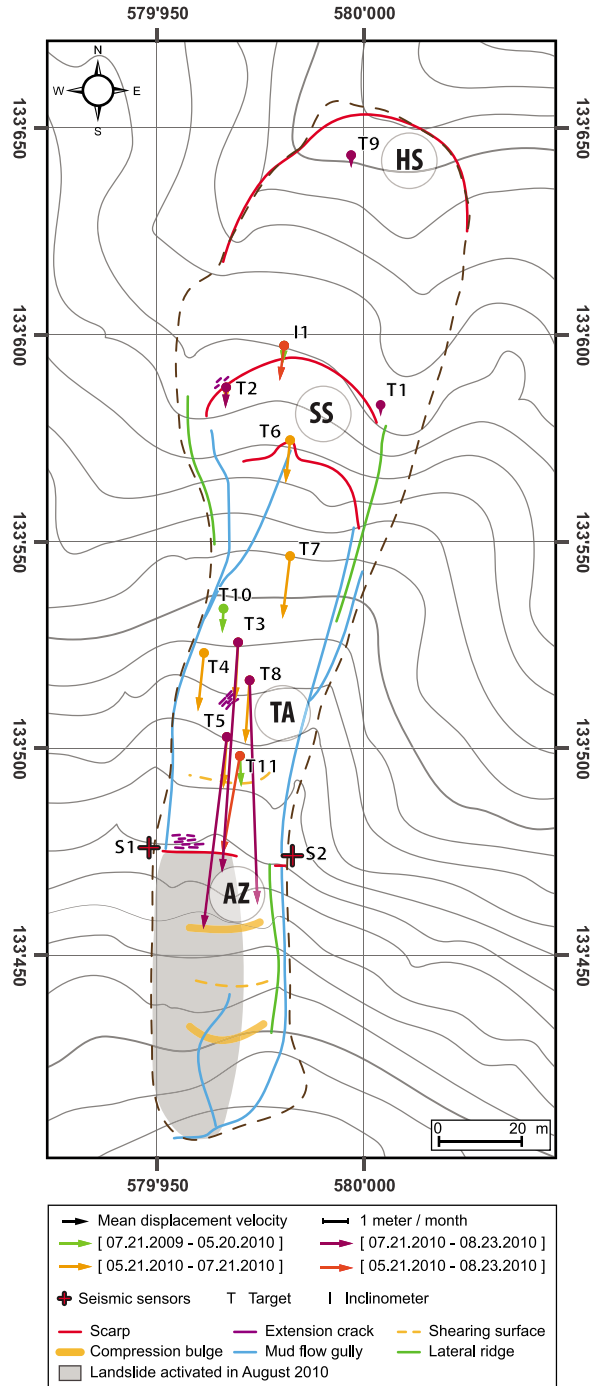 579'950 580'000
N
W E
S
133'650 133'650
T9
HS
133'600 133'600
I1
T2
T1
SS
T6
133'550 133'550
T7
T10
T3
T4
T8
TA
T5
133'500 133'500
T11
S1 S2
AZ
133'450 133'450
0 20 m
579'950 580'000
Mean displacement velocity 1 meter / month
[ 07.21.2009 - 05.20.2010 ] [ 07.21.2010 - 08.23.2010 ]
[ 05.21.2010 - 07.21.2010 ] [ 05.21.2010 - 08.23.2010 ]
Seismic sensors T Target I Inclinometer
Scarp Extension crack Shearing surface
Compression bulge Mud flow gully Lateral ridge
Landslide activated in August 2010